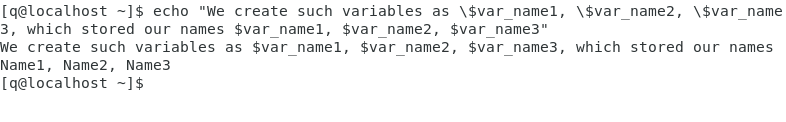 [q@localhost ~]$ echo "We create such variables as \$var_name1, \$var_name2, \$var_name
3, which stored our names $var_name1, $var_name2, $var_name3"
We create such variables as $var_name1, $var_name2, $var_name3, which stored our names
Name1, Name2, Name3
[q@localhost ~]$